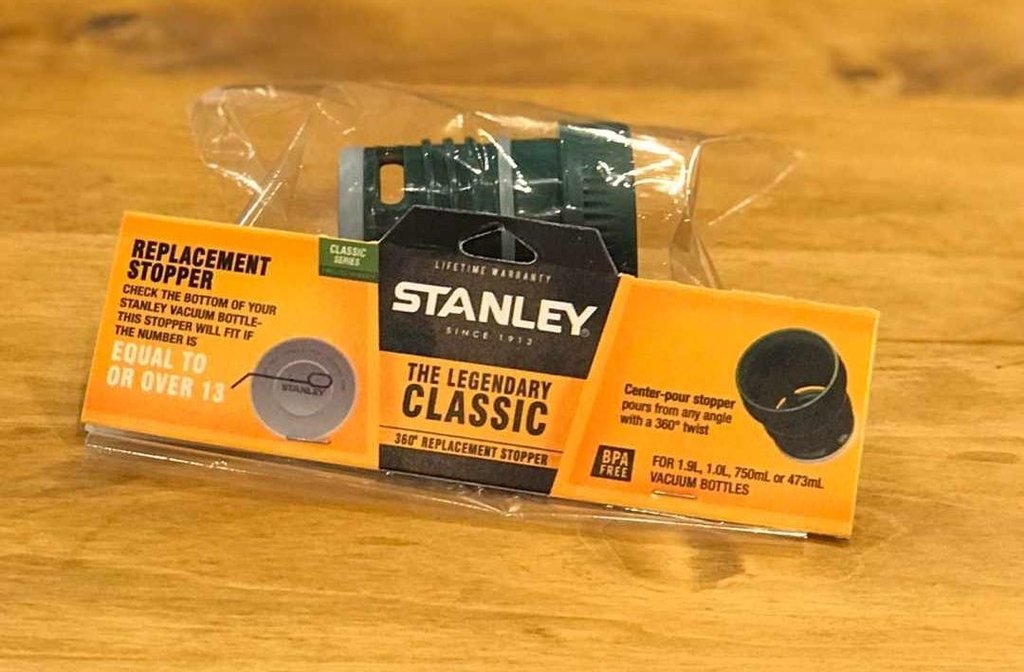 REPLACEMENT
STOPPER
CHECK THE BOTTOM OF YOUR
STANLEY VACUUM BOTTLE-
THIS STOPPER WILL FIT IF
THE NUMBER IS
EQUAL TO
OR OVER 13
STANLEY
CLASSIC
SERIES
LIFETIME WARRANTY
STANLEY®
SINCE 1913
THE LEGENDARY
CLASSIC
360° REPLACEMENT STOPPER
Center-pour stopper
pours from any angle
with a 360° twist
BPA
FREE
FOR 1.9L, 1.0L, 750mL or 473mL
VACUUM BOTTLES